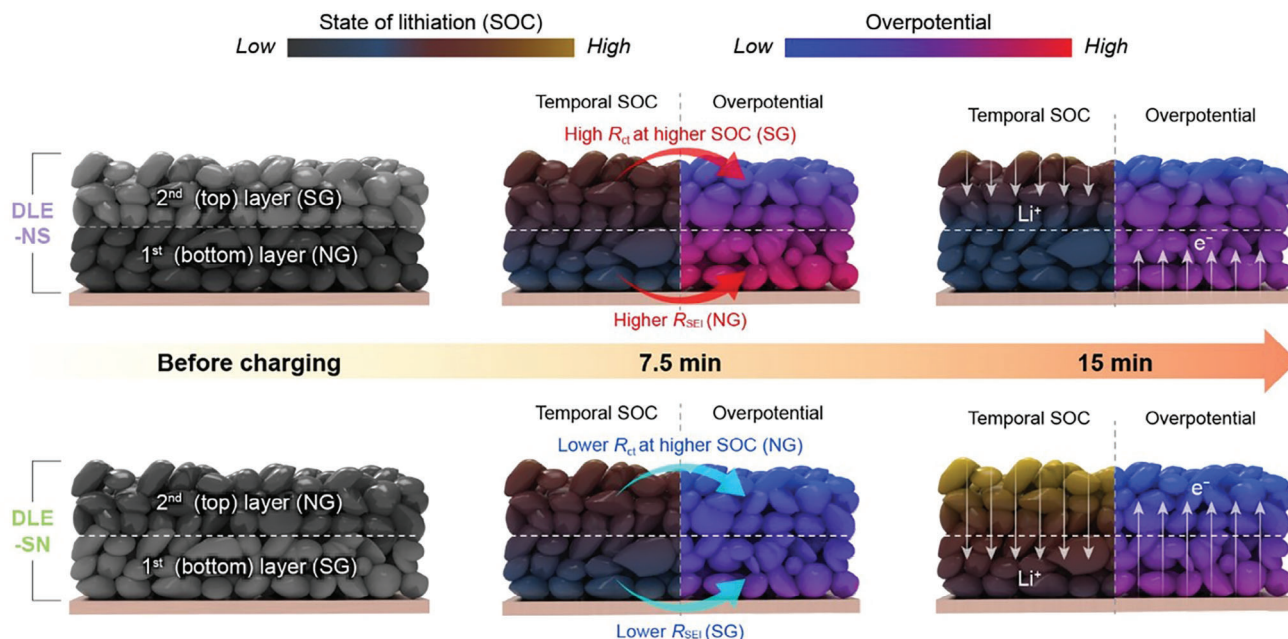 State of lithiation (SOC)
Low
High
Overpotential
Low
High
Temporal SOC
Overpotential
High Rct at higher SOC (SG)
Temporal SOC
Overpotential
DLE
-NS
2nd (top) layer (SG)
1st (bottom) layer (NG)
Li+
e−
Higher RSEI (NG)
Before charging
7.5 min
15 min
Temporal SOC
Overpotential
Lower Rct at higher SOC (NG)
Temporal SOC
Overpotential
DLE
-SN
2nd (top) layer (NG)
1st (bottom) layer (SG)
e−
Li+
Lower RSEI (SG)